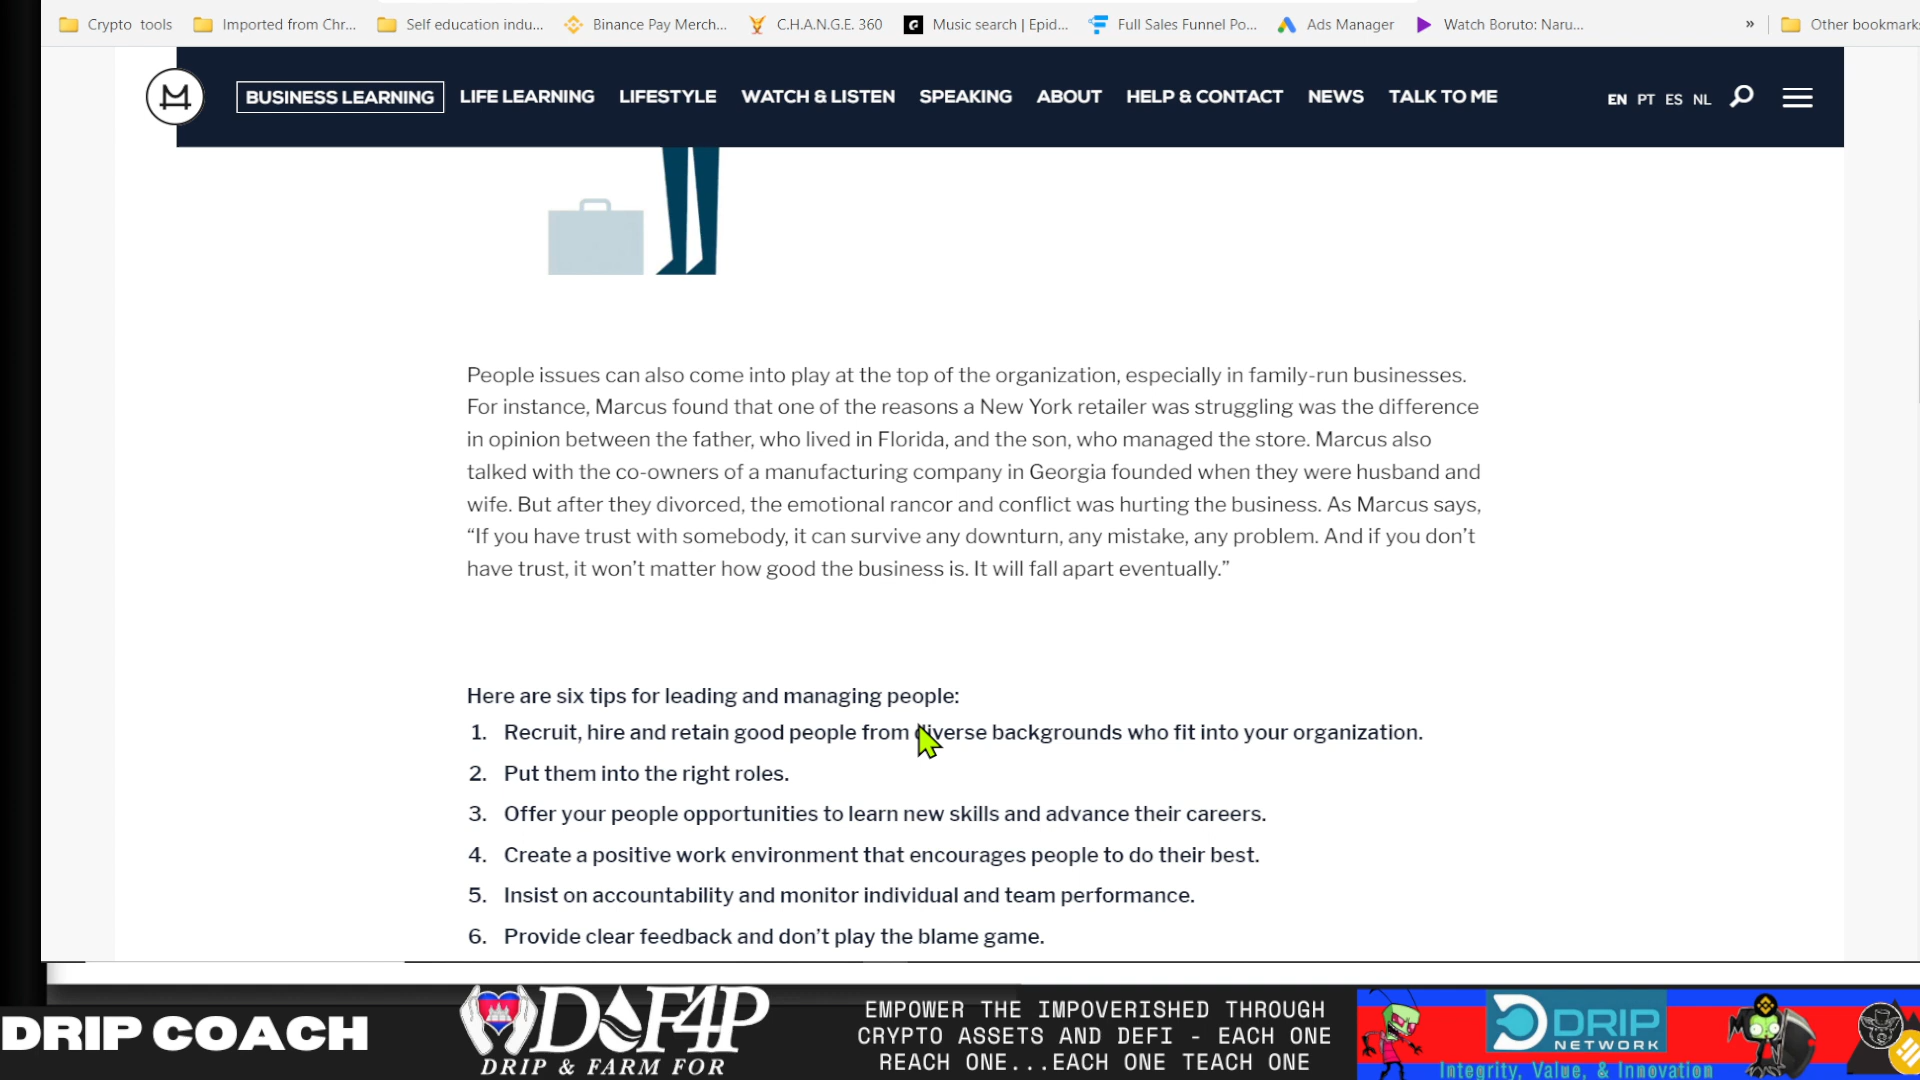 Crypto tools
Imported from Chr...
Self education indu...
Binance Pay Merch...
C.H.A.N.G.E. 360
Music search | Epid...
Full Sales Funnel Po...
Ads Manager
Watch Boruto: Naru...
»
Other bookmarks
BUSINESS LEARNING
LIFE LEARNING
LIFESTYLE
WATCH & LISTEN
SPEAKING
ABOUT
HELP & CONTACT
NEWS
TALK TO ME
EN PT ES NL
People issues can also come into play at the top of the organization, especially in family-run businesses.
For instance, Marcus found that one of the reasons a New York retailer was struggling was the difference
in opinion between the father, who lived in Florida, and the son, who managed the store. Marcus also
talked with the co-owners of a manufacturing company in Georgia founded when they were husband and
wife. But after they divorced, the emotional rancor and conflict was hurting the business. As Marcus says,
“If you have trust with somebody, it can survive any downturn, any mistake, any problem. And if you don’t
have trust, it won’t matter how good the business is. It will fall apart eventually.”
Here are six tips for leading and managing people:
1. Recruit, hire and retain good people from diverse backgrounds who fit into your organization.
2. Put them into the right roles.
3. Offer your people opportunities to learn new skills and advance their careers.
4. Create a positive work environment that encourages people to do their best.
5. Insist on accountability and monitor individual and team performance.
6. Provide clear feedback and don’t play the blame game.
DRIP COACH
D&F4P
DRIP & FARM FOR
EMPOWER THE IMPOVERISHED THROUGH
CRYPTO ASSETS AND DEFI - EACH ONE
REACH ONE...EACH ONE TEACH ONE
DRIP
NETWORK
Integrity, Value, & Innovation